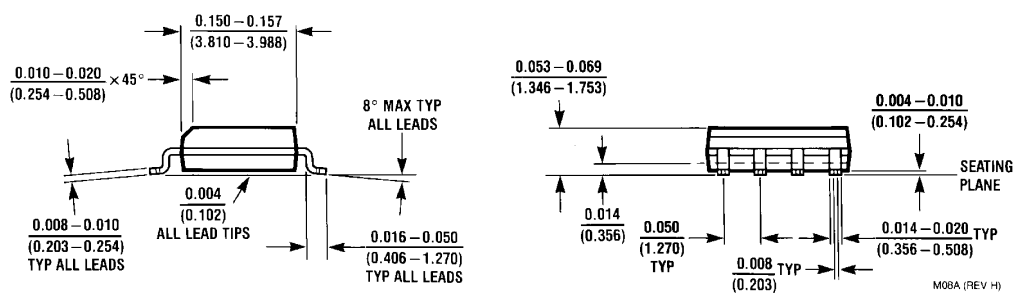 0.150–0.157
(3.810–3.988)
0.010–0.020 ×45°
(0.254–0.508)
8° MAX TYP
ALL LEADS
0.008–0.010
(0.203–0.254)
TYP ALL LEADS
0.004
(0.102)
ALL LEAD TIPS
0.016–0.050
(0.406–1.270)
TYP ALL LEADS
0.053–0.069
(1.346–1.753)
0.004–0.010
(0.102–0.254)
SEATING
PLANE
0.014
(0.356)
0.050
(1.270)
TYP
0.014–0.020 TYP
(0.356–0.508)
0.008 TYP
(0.203)
M08A (REV H)